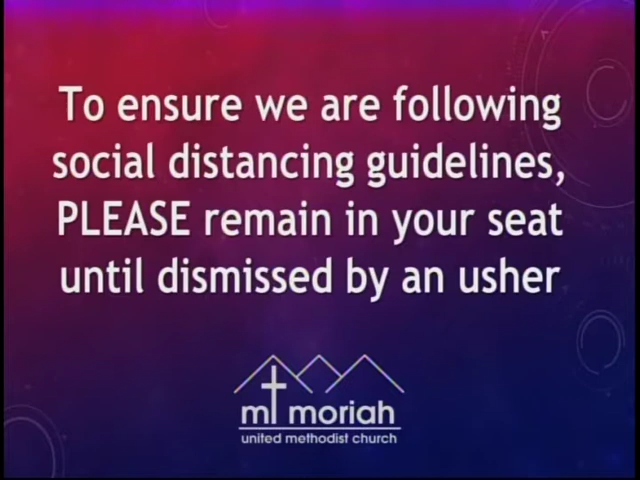 To ensure we are following
social distancing guidelines,
PLEASE remain in your seat
until dismissed by an usher
mt moriah
united methodist church